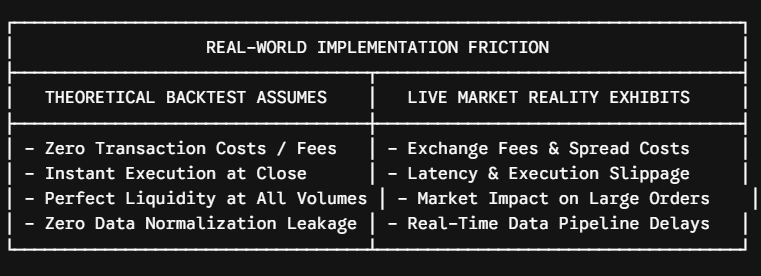 REAL-WORLD IMPLEMENTATION FRICTION
THEORETICAL BACKTEST ASSUMES | LIVE MARKET REALITY EXHIBITS
- Zero Transaction Costs / Fees | - Exchange Fees & Spread Costs
- Instant Execution at Close | - Latency & Execution Slippage
- Perfect Liquidity at All Volumes | - Market Impact on Large Orders
- Zero Data Normalization Leakage | - Real-Time Data Pipeline Delays